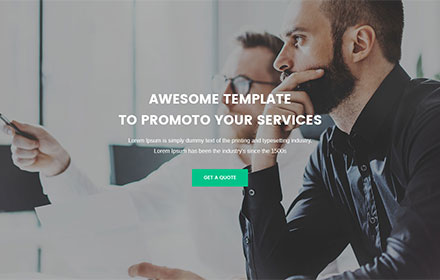 AWESOME TEMPLATE
TO PROMOTO YOUR SERVICES
Lorem Ipsum is simply dummy text of the printing and typesetting industry.
Lorem Ipsum has been the industry's since the 1500s
GET A QUOTE